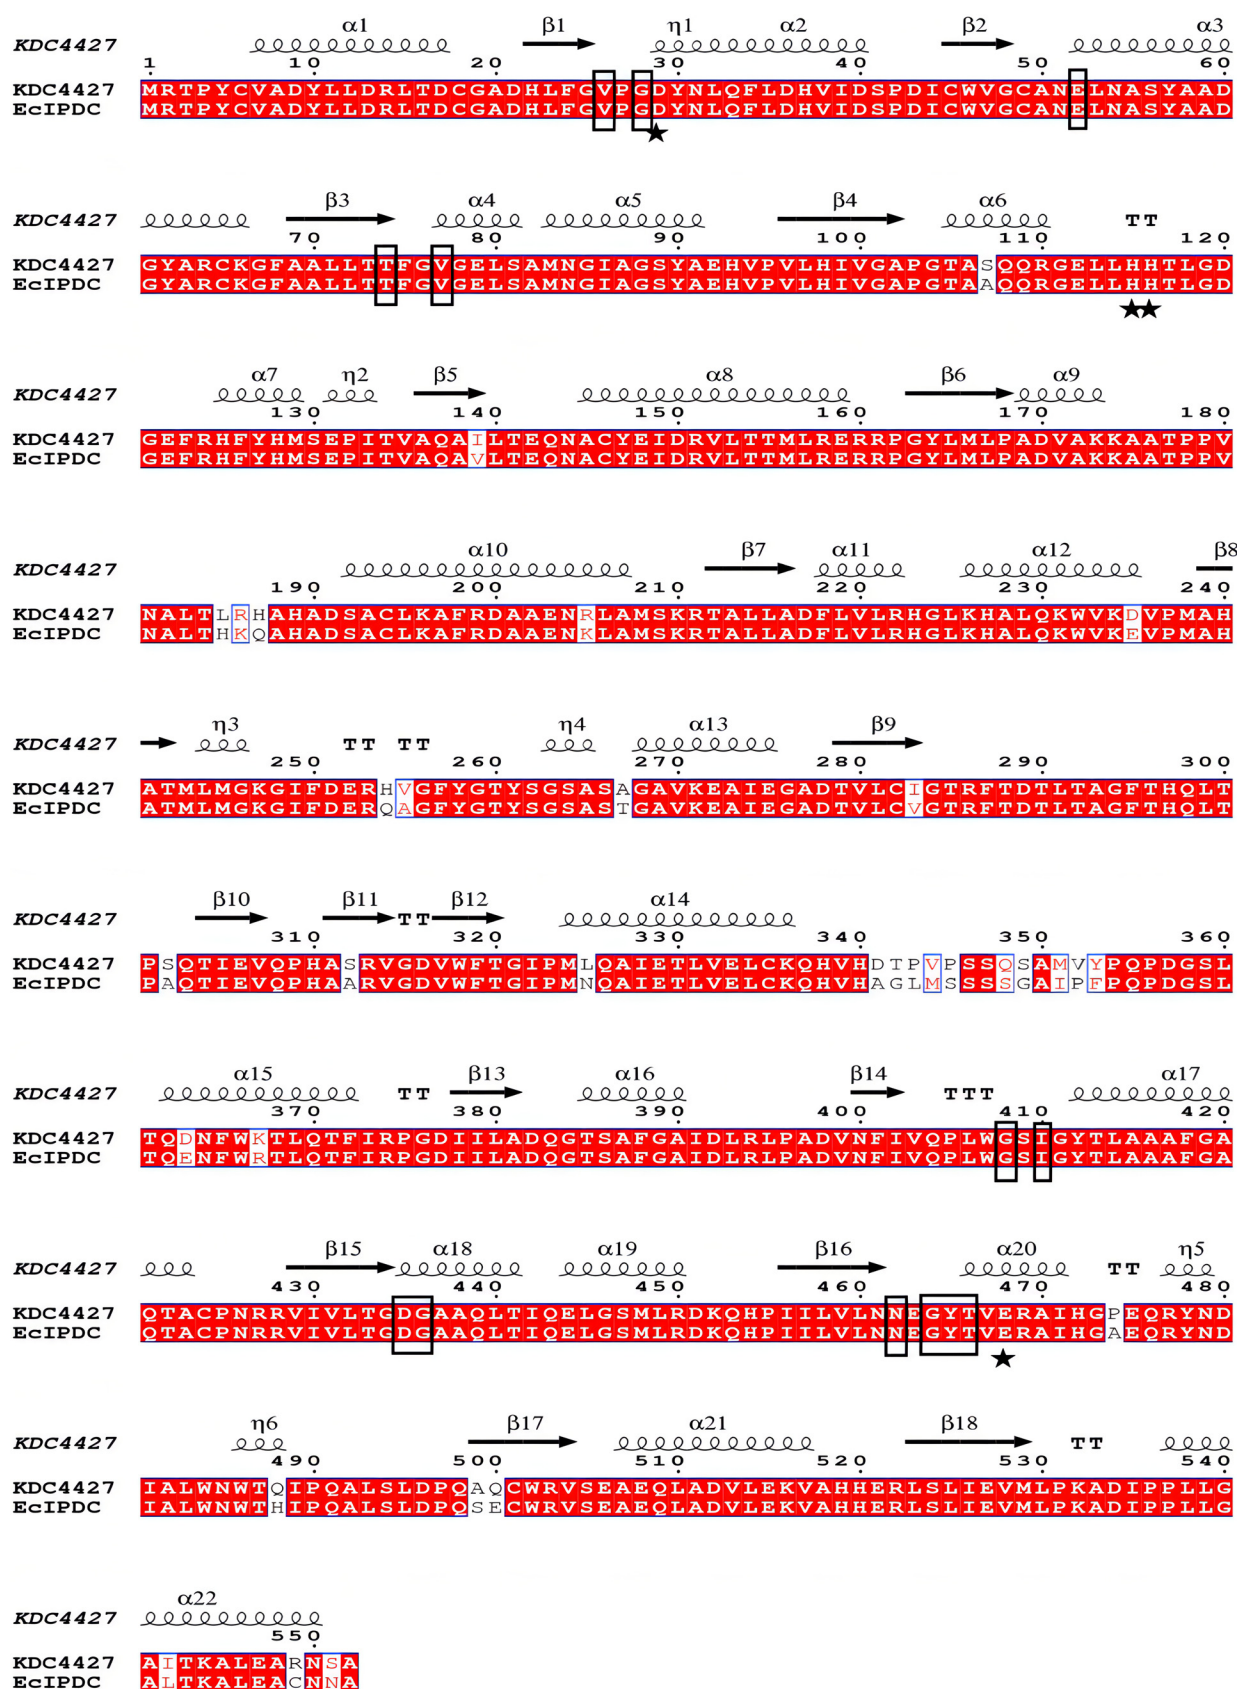 α1 β1 η1 α2 β2 α3
KDC4427
1 10 20 30 40 50 60
KDC4427 MRTPYCVADYLLDRLTDCGADHLFGVPGDYNLQFLDHVIDSPDICWVGCANELNASYAAD
EcIPDC MRTPYCVADYLLDRLTDCGADHLFGVPGDYNLQFLDHVIDSPDICWVGCANELNASYAAD
β3 α4 α5 β4 α6
KDC4427 TT
70 80 90 100 110 120
KDC4427 GYARCKGFAALLTTFGVGELSAMNGIAGSYAEHVPVLHIVGAPGTASQQRGELLHHTLGD
EcIPDC GYARCKGFAALLTTFGVGELSAMNGIAGSYAEHVPVLHIVGAPGTAAQQRGELLHHTLGD
α7 η2 β5 α8 β6 α9
KDC4427
130 140 150 160 170 180
KDC4427 GEFRHFYHMSEPITVAQAILTEQNACYEIDRVLTTMLRERRPGYLMLPADVAKKAATPPV
EcIPDC GEFRHFYHMSEPITVAQAVLTEQNACYEIDRVLTTMLRERRPGYLMLPADVAKKAATPPV
α10 β7 α11 α12 β8
KDC4427
190 200 210 220 230 240
KDC4427 NALTLRHAHADSACLKAFRDAAENRLAMSKRTALLADFLVLRHGLKHALQKWVKDVPMAH
EcIPDC NALTHKQAHADSACLKAFRDAAENKLAMSKRTALLADFLVLRHGLKHALQKWVKEVPMAH
η3 η4 α13 β9
KDC4427 TT TT
250 260 270 280 290 300
KDC4427 ATMLMGKGIFDERHVGFYGTYSGSASAGAVKEAIEGADTVLCIGTRFTDTLTAGFTHQLT
EcIPDC ATMLMGKGIFDERQAGFYGTYSGSASTGAVKEAIEGADTVLCVGTRFTDTLTAGFTHQLT
β10 β11 β12 α14
KDC4427 TT
310 320 330 340 350 360
KDC4427 PSQTIEVQPHASRVGDVWFTGIPMLQAIETLVELCKQHVHDTPVPSSQSAMVYPQPDGSL
EcIPDC PAQTIEVQPHAARVGDVWFTGIPMNQAIETLVELCKQHVHAGLMSSSSGAIPFPQPDGSL
α15 β13 α16 β14 α17
KDC4427 TT TTT
370 380 390 400 410 420
KDC4427 TQDNFWKTLQTFIRPGDIILADQGTSAFGAIDLRLPADVNFIVQPLWGSIGYTLAAAFGA
EcIPDC TQENFWRTLQTFIRPGDIILADQGTSAFGAIDLRLPADVNFIVQPLWGSIGYTLAAAFGA
β15 α18 α19 β16 α20 η5
KDC4427 TT
430 440 450 460 470 480
KDC4427 QTACPNRRVIVLTGDGAAQLTIQELGSMLRDKQHPIILVLNNEGYTVERAIHGPEQRYND
EcIPDC QTACPNRRVIVLTGDGAAQLTIQELGSMLRDKQHPIILVLNNEGYTVERAIHGAEQRYND
η6 β17 α21 β18
KDC4427 TT
490 500 510 520 530 540
KDC4427 IALWNWTQIPQALSLDPQAQCWRVSEAEQLADVLEKVAHHERLSLIEVMLPKADIPPLLG
EcIPDC IALWNWTHIPQALSLDPQSECWRVSEAEQLADVLEKVAHHERLSLIEVMLPKADIPPLLG
α22
KDC4427
550
KDC4427 AITKALEARNSA
EcIPDC ALTKALEACNNA